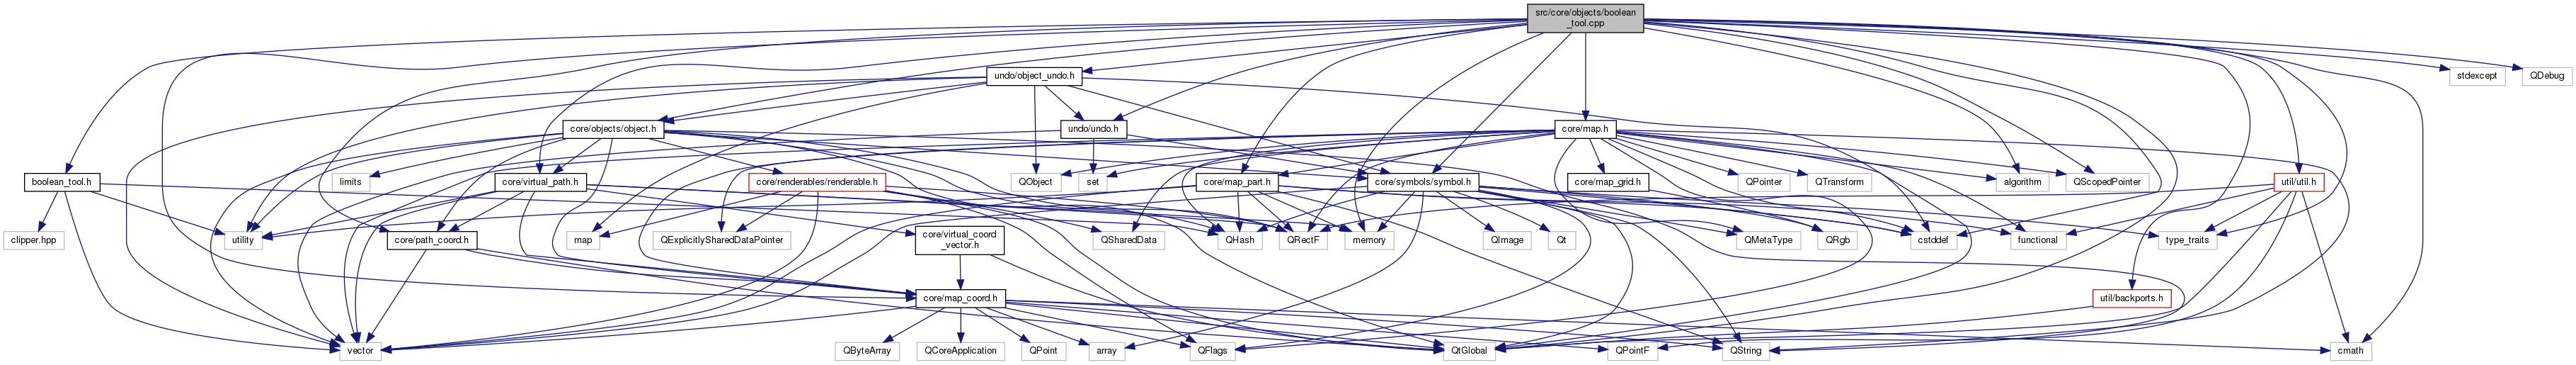 src/core/objects/boolean
_tool.cpp
undo/object_undo.h
stdexcept
QDebug
core/objects/object.h
undo/undo.h
core/map.h
boolean_tool.h
limits
core/virtual_path.h
core/renderables/renderable.h
QObject
set
core/map_part.h
core/symbols/symbol.h
core/map_grid.h
QPointer
QTransform
algorithm
QScopedPointer
util/util.h
clipper.hpp
utility
core/path_coord.h
core/virtual_coord
_vector.h
map
QExplicitlySharedDataPointer
QSharedData
QHash
QRectF
memory
QImage
Qt
QMetaType
QRgb
cstddef
functional
type_traits
core/map_coord.h
util/backports.h
vector
QByteArray
QCoreApplication
QPoint
array
QFlags
QtGlobal
QPointF
QString
cmath